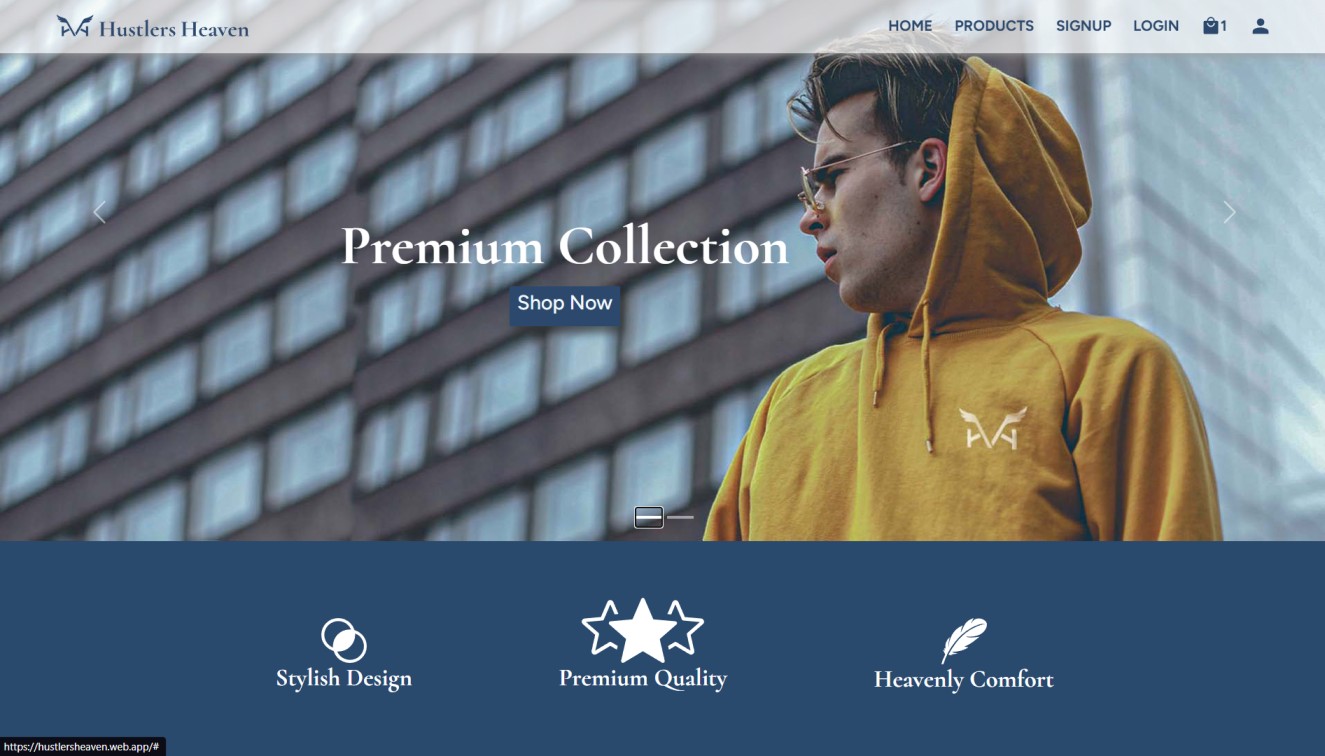 Hustlers Heaven
HOME PRODUCTS SIGNUP LOGIN 1
Premium Collection
Shop Now
Stylish Design
Premium Quality
Heavenly Comfort
https://hustlersheaven.web.app/#